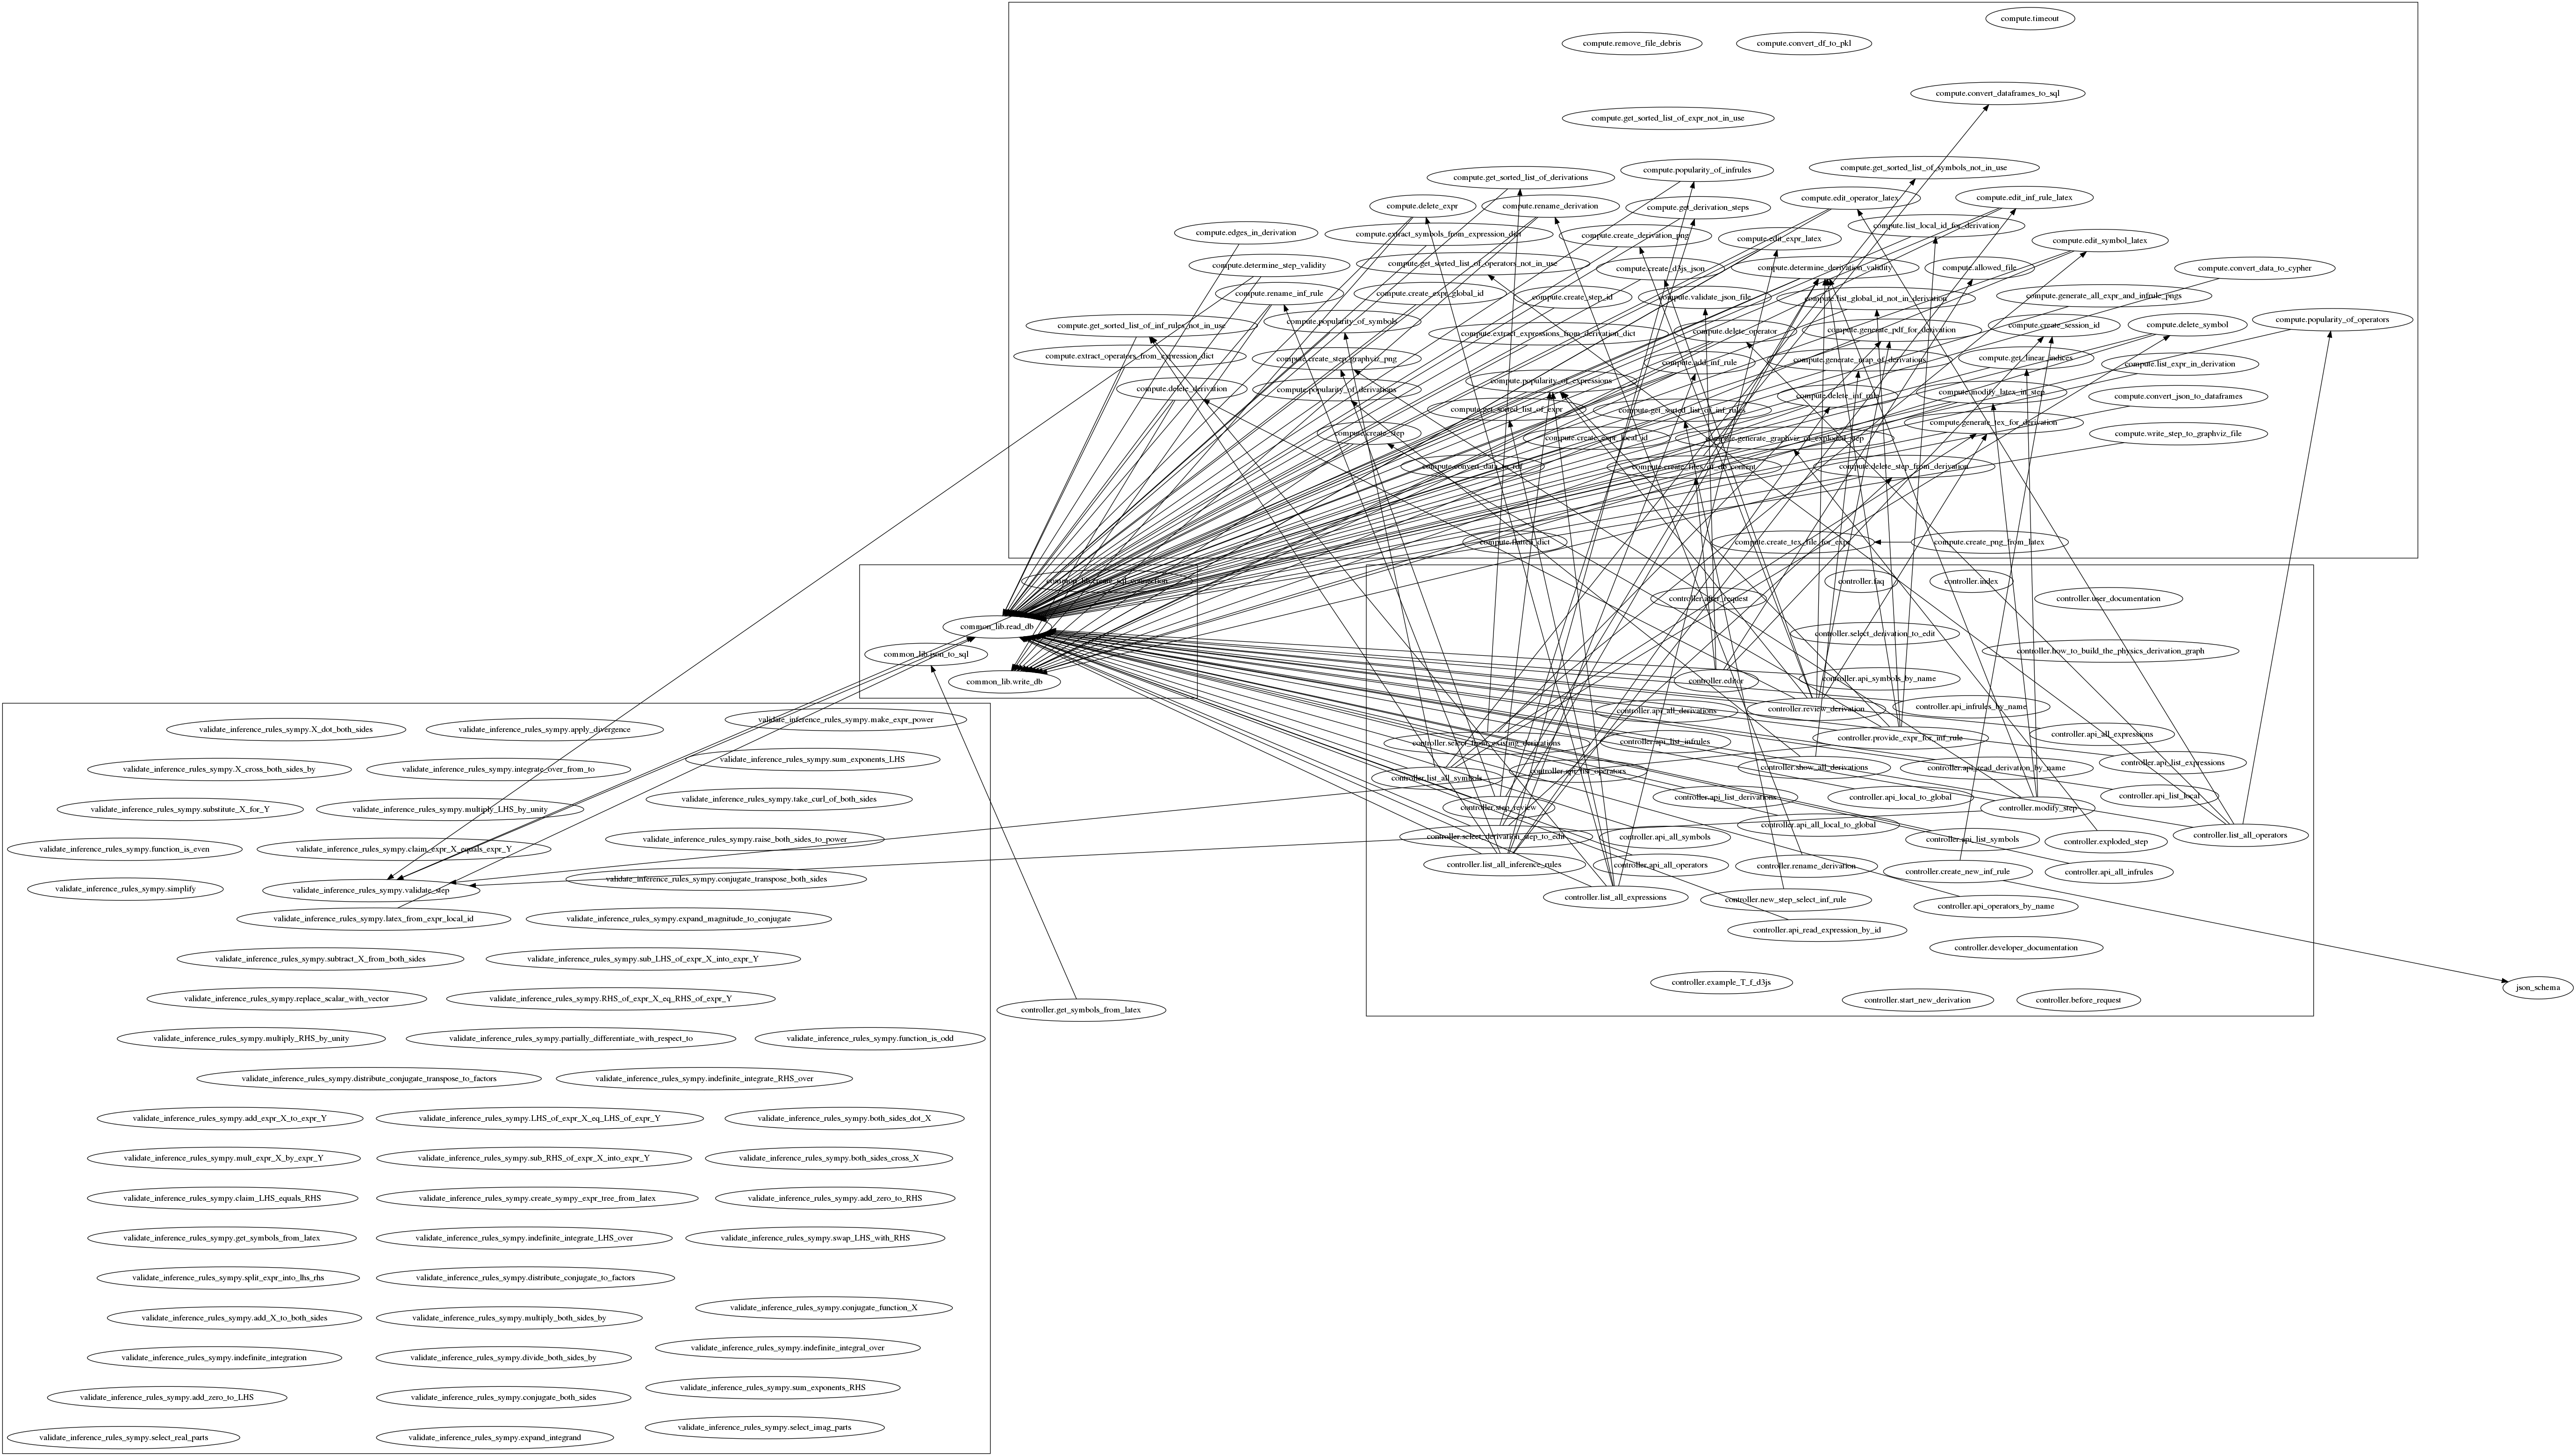 compute.timeout
compute.remove_file_debris
compute.convert_df_to_pkl
compute.convert_dataframes_to_sql
compute.get_sorted_list_of_expr_not_in_use
compute.get_sorted_list_of_symbols_not_in_use
compute.popularity_of_infrules
compute.get_sorted_list_of_derivations
compute.edit_operator_latex
compute.edit_inf_rule_latex
compute.delete_expr
compute.rename_derivation
compute.get_derivation_steps
compute.list_local_id_for_derivation
compute.edges_in_derivation
compute.extract_symbols_from_expression_dict
compute.create_derivation_png
compute.edit_expr_latex
compute.edit_symbol_latex
compute.determine_step_validity
compute.get_sorted_list_of_operators_not_in_use
compute.create_d3js_json
compute.determine_derivation_validity
compute.allowed_file
compute.convert_data_to_cypher
compute.rename_inf_rule
compute.create_expr_global_id
compute.create_step_id
compute.validate_json_file
compute.list_global_id_not_in_derivation
compute.generate_all_expr_and_infrule_pngs
compute.get_sorted_list_of_inf_rules_not_in_use
compute.popularity_of_symbols
compute.extract_expressions_from_derivation_dict
compute.delete_operator
compute.generate_pdf_for_derivation
compute.create_session_id
compute.delete_symbol
compute.popularity_of_operators
compute.extract_operators_from_expression_dict
compute.create_step_graphviz_png
compute.add_inf_rule
compute.generate_map_of_derivations
compute.get_linear_indices
compute.list_expr_in_derivation
compute.delete_derivation
compute.popularity_of_derivations
compute.popularity_of_expressions
compute.delete_inf_rule
compute.modify_latex_in_step
compute.convert_json_to_dataframes
compute.get_sorted_list_of_expr
compute.get_sorted_list_of_inf_rules
compute.generate_tex_for_derivation
compute.create_step
compute.create_expr_local_id
compute.generate_graphviz_of_exploded_step
compute.write_step_to_graphviz_file
compute.convert_data_to_rdf
compute.create_files_of_db_content
compute.delete_step_from_derivation
compute.flatten_dict
compute.create_tex_file_for_expr
compute.create_png_from_latex
common_lib.create_sql_connection
common_lib.read_db
common_lib.json_to_sql
common_lib.write_db
controller.faq
controller.index
controller.after_request
controller.user_documentation
controller.select_derivation_to_edit
controller.how_to_build_the_physics_derivation_graph
controller.editor
controller.api_symbols_by_name
controller.api_all_derivations
controller.review_derivation
controller.api_infrules_by_name
controller.select_from_existing_derivations
controller.api_list_infrules
controller.provide_expr_for_inf_rule
controller.api_all_expressions
controller.list_all_symbols
controller.api_list_operators
controller.show_all_derivations
controller.api_read_derivation_by_name
controller.api_list_expressions
controller.step_review
controller.api_list_derivations
controller.api_local_to_global
controller.modify_step
controller.api_list_local
controller.select_derivation_step_to_edit
controller.api_all_symbols
controller.api_all_local_to_global
controller.api_list_symbols
controller.exploded_step
controller.list_all_operators
controller.list_all_inference_rules
controller.api_all_operators
controller.rename_derivation
controller.create_new_inf_rule
controller.api_all_infrules
controller.list_all_expressions
controller.new_step_select_inf_rule
controller.api_operators_by_name
controller.api_read_expression_by_id
controller.developer_documentation
controller.example_T_f_d3js
controller.start_new_derivation
controller.before_request
json_schema
controller.get_symbols_from_latex
validate_inference_rules_sympy.X_dot_both_sides
validate_inference_rules_sympy.apply_divergence
validate_inference_rules_sympy.make_expr_power
validate_inference_rules_sympy.X_cross_both_sides_by
validate_inference_rules_sympy.integrate_over_from_to
validate_inference_rules_sympy.sum_exponents_LHS
validate_inference_rules_sympy.substitute_X_for_Y
validate_inference_rules_sympy.multiply_LHS_by_unity
validate_inference_rules_sympy.take_curl_of_both_sides
validate_inference_rules_sympy.function_is_even
validate_inference_rules_sympy.claim_expr_X_equals_expr_Y
validate_inference_rules_sympy.raise_both_sides_to_power
validate_inference_rules_sympy.simplify
validate_inference_rules_sympy.validate_step
validate_inference_rules_sympy.conjugate_transpose_both_sides
validate_inference_rules_sympy.latex_from_expr_local_id
validate_inference_rules_sympy.expand_magnitude_to_conjugate
validate_inference_rules_sympy.subtract_X_from_both_sides
validate_inference_rules_sympy.sub_LHS_of_expr_X_into_expr_Y
validate_inference_rules_sympy.replace_scalar_with_vector
validate_inference_rules_sympy.RHS_of_expr_X_eq_RHS_of_expr_Y
validate_inference_rules_sympy.multiply_RHS_by_unity
validate_inference_rules_sympy.partially_differentiate_with_respect_to
validate_inference_rules_sympy.function_is_odd
validate_inference_rules_sympy.distribute_conjugate_transpose_to_factors
validate_inference_rules_sympy.indefinite_integrate_RHS_over
validate_inference_rules_sympy.add_expr_X_to_expr_Y
validate_inference_rules_sympy.LHS_of_expr_X_eq_LHS_of_expr_Y
validate_inference_rules_sympy.both_sides_dot_X
validate_inference_rules_sympy.mult_expr_X_by_expr_Y
validate_inference_rules_sympy.sub_RHS_of_expr_X_into_expr_Y
validate_inference_rules_sympy.both_sides_cross_X
validate_inference_rules_sympy.claim_LHS_equals_RHS
validate_inference_rules_sympy.create_sympy_expr_tree_from_latex
validate_inference_rules_sympy.add_zero_to_RHS
validate_inference_rules_sympy.get_symbols_from_latex
validate_inference_rules_sympy.indefinite_integrate_LHS_over
validate_inference_rules_sympy.swap_LHS_with_RHS
validate_inference_rules_sympy.split_expr_into_lhs_rhs
validate_inference_rules_sympy.distribute_conjugate_to_factors
validate_inference_rules_sympy.conjugate_function_X
validate_inference_rules_sympy.add_X_to_both_sides
validate_inference_rules_sympy.multiply_both_sides_by
validate_inference_rules_sympy.indefinite_integral_over
validate_inference_rules_sympy.indefinite_integration
validate_inference_rules_sympy.divide_both_sides_by
validate_inference_rules_sympy.sum_exponents_RHS
validate_inference_rules_sympy.add_zero_to_LHS
validate_inference_rules_sympy.conjugate_both_sides
validate_inference_rules_sympy.select_imag_parts
validate_inference_rules_sympy.select_real_parts
validate_inference_rules_sympy.expand_integrand